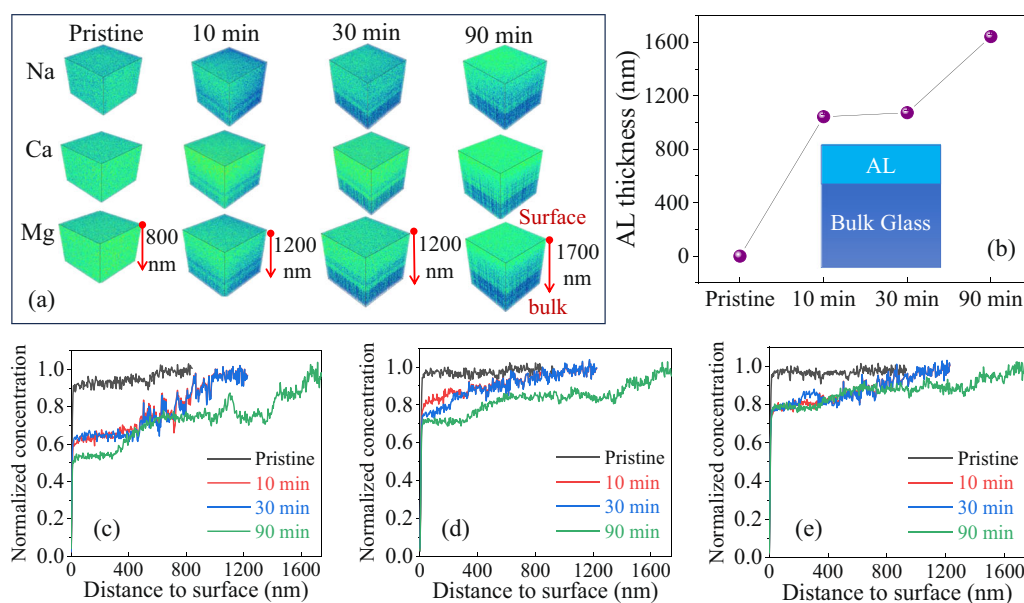 Pristine 10 min 30 min 90 min
Na
Ca
Mg
800
nm
1200
nm
1200
nm
Surface
1700
nm
bulk
(a)
AL thickness (nm)
1600
1200
800
400
0
AL
Bulk Glass
(b)
Pristine 10 min 30 min 90 min
Normalized concentration
1.0
0.8
0.6
0.4
0.2
0.0
Pristine
10 min
30 min
90 min
(c)
0 400 800 1200 1600
Distance to surface (nm)
Normalized concentration
1.0
0.8
0.6
0.4
0.2
0.0
Pristine
10 min
30 min
90 min
(d)
0 400 800 1200 1600
Distance to surface (nm)
Normalized concentration
1.0
0.8
0.6
0.4
0.2
0.0
Pristine
10 min
30 min
90 min
(e)
0 400 800 1200 1600
Distance to surface (nm)